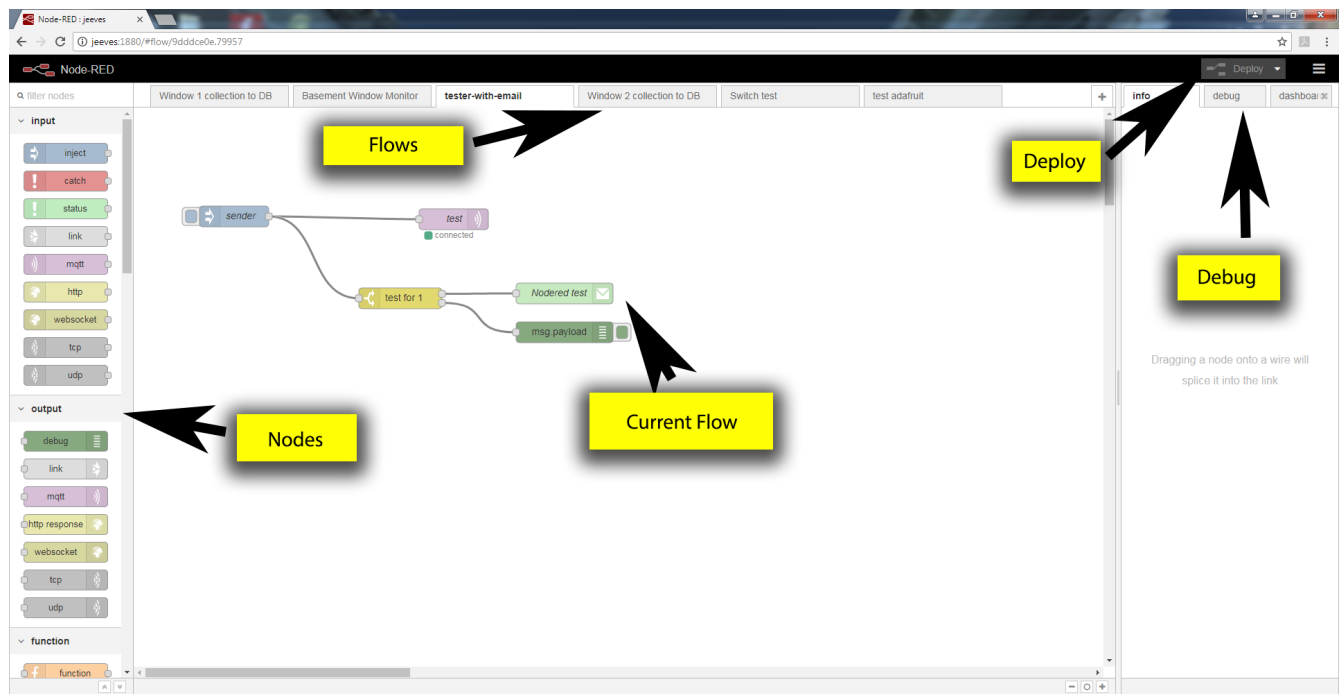 Node-RED : jeeves
jeeves:1880/#flow/9dddce0e.79957
Node-RED
Deploy
filter nodes
Window 1 collection to DB
Basement Window Monitor
tester-with-email
Window 2 collection to DB
Switch test
test adafruit
info
debug
dashboa
input
inject
catch
status
link
mqtt
http
websocket
tcp
udp
output
debug
link
mqtt
http response
websocket
tcp
udp
function
function
Flows
Deploy
Debug
sender
test
connected
test for 1
Nodered test
msg.payload
Current Flow
Nodes
Dragging a node onto a wire will
splice it into the link